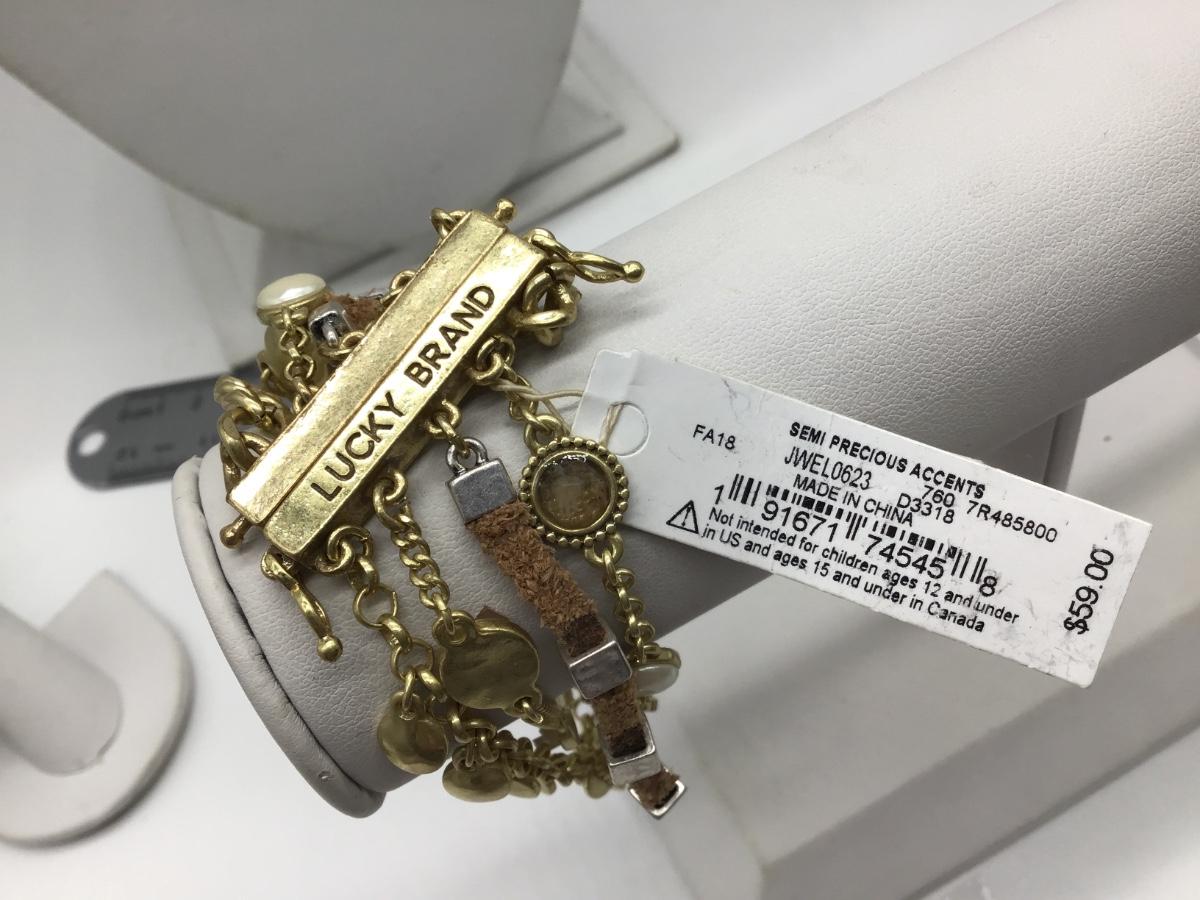 LUCKY BRAND
FA18
SEMI PRECIOUS ACCENTS
JWEL0623 760
D3318 7R485800
MADE IN CHINA
1 91671 74545 8
Not intended for children ages 12 and under
in US and ages 15 and under in Canada
$59.00